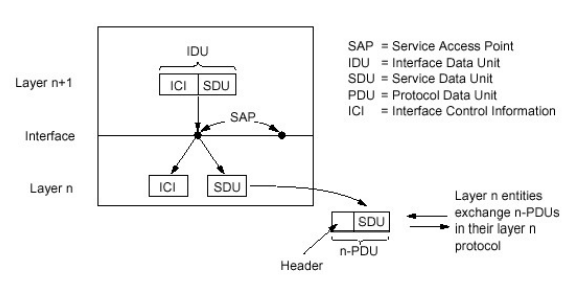 IDU
Layer n+1
ICI SDU
SAP = Service Access Point
IDU = Interface Data Unit
SDU = Service Data Unit
PDU = Protocol Data Unit
ICI = Interface Control Information
SAP
Interface
Layer n
ICI
SDU
SDU
n-PDU
Header
Layer n entities
exchange n-PDUs
in their layer n
protocol